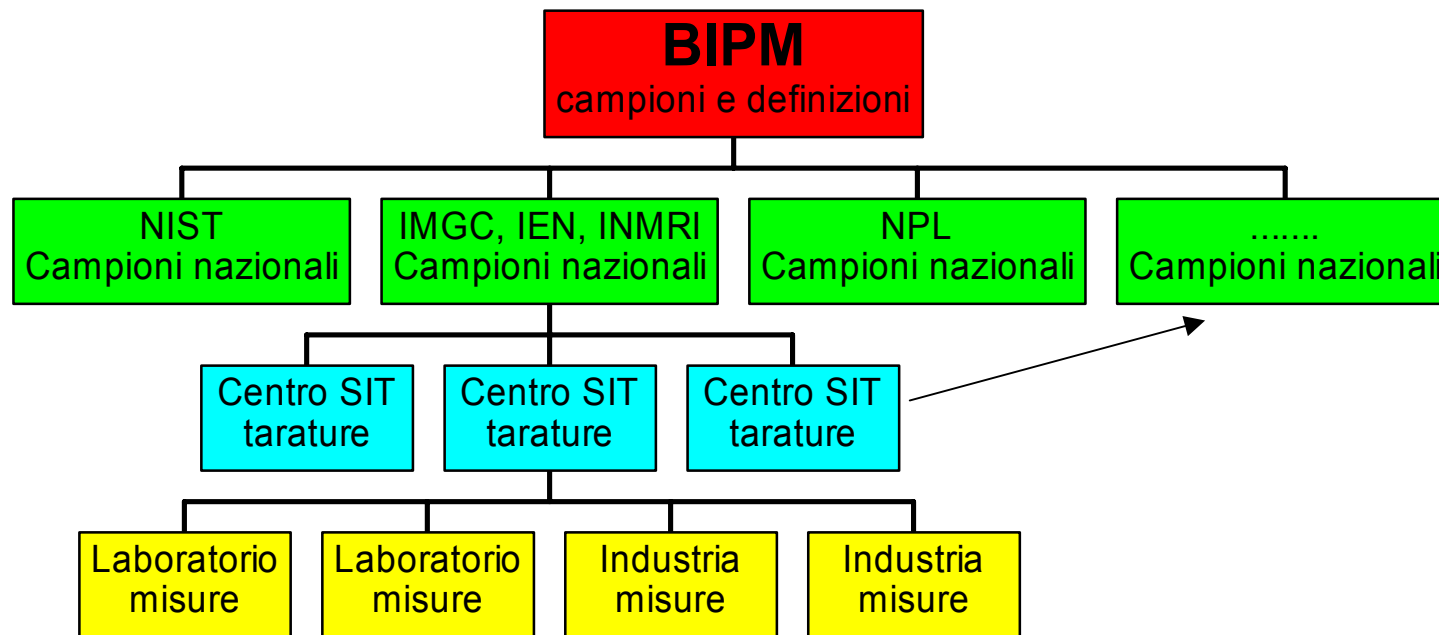 BIPM
campioni e definizioni
NIST
Campioni nazionali
IMGC, IEN, INMRI
Campioni nazionali
NPL
Campioni nazionali
.......
Campioni nazionali
Centro SIT
tarature
Centro SIT
tarature
Centro SIT
tarature
Laboratorio
misure
Laboratorio
misure
Industria
misure
Industria
misure